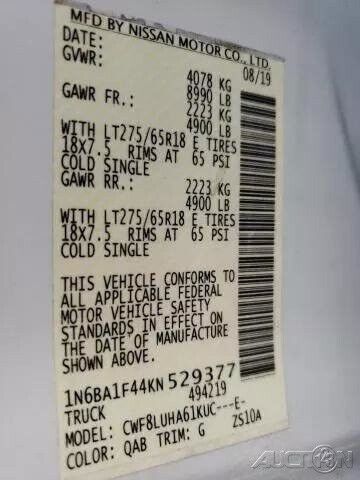 MFD BY NISSAN MOTOR CO., LTD.
DATE: 08/19
GVWR: 4078 KG
8990 LB
GAWR FR.: 2223 KG
4900 LB
WITH LT275/65R18 E TIRES
18X7.5 RIMS AT 65 PSI
COLD SINGLE
GAWR RR.: 2223 KG
4900 LB
WITH LT275/65R18 E TIRES
18X7.5 RIMS AT 65 PSI
COLD SINGLE
THIS VEHICLE CONFORMS TO
ALL APPLICABLE FEDERAL
MOTOR VEHICLE SAFETY
STANDARDS IN EFFECT ON
THE DATE OF MANUFACTURE
SHOWN ABOVE.
1N6BA1F44KN529377
TRUCK 494219
MODEL: CWF8LUHA61KUC---E-
COLOR: QAB TRIM: G ZS10A
AUCTION